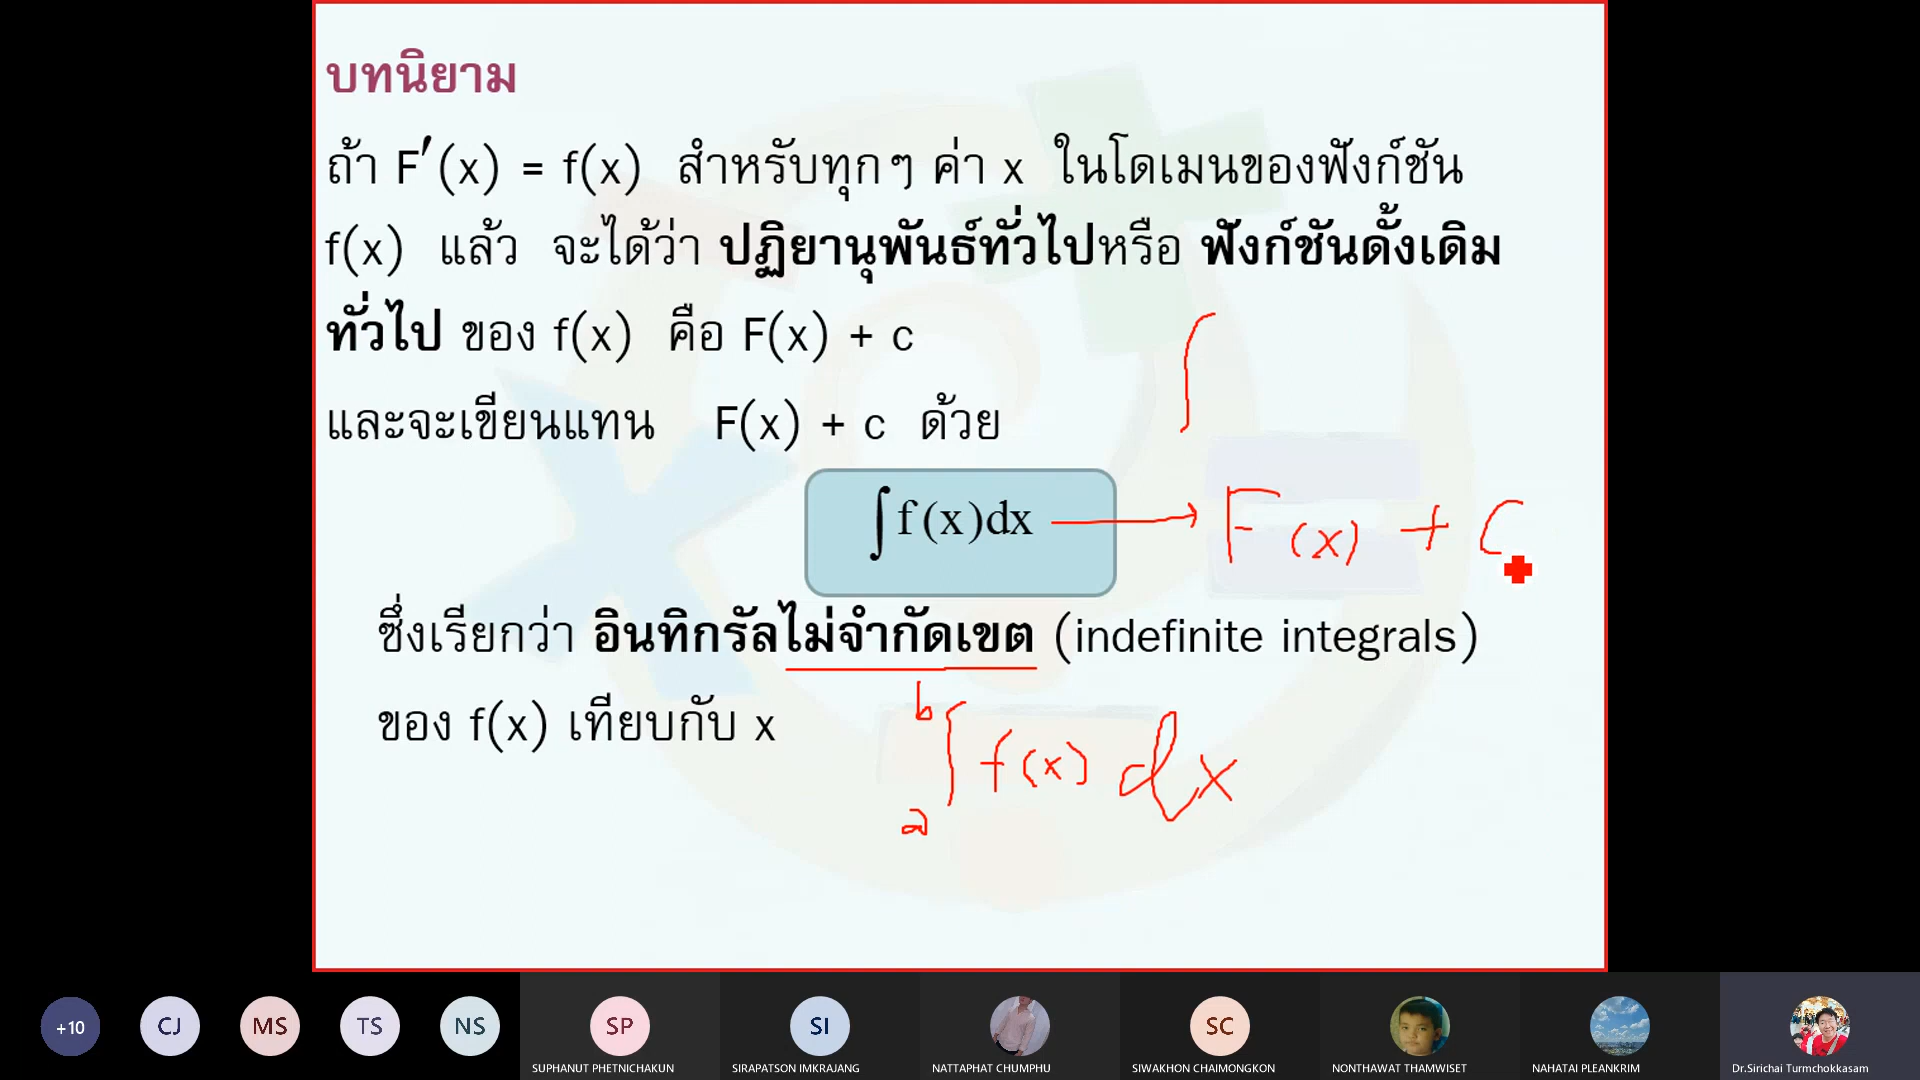 บทนิยาม
ถ้า F′(x) = f(x) สำหรับทุกๆ ค่า x ในโดเมนของฟังก์ชัน
f(x) แล้ว จะได้ว่า ปฏิยานุพันธ์ทั่วไปหรือ ฟังก์ชันดั้งเดิม
ทั่วไป ของ f(x) คือ F(x) + c
∫
และจะเขียนแทน F(x) + c ด้วย
∫f(x)dx → F(x) + C
ซึ่งเรียกว่า อินทิกรัลไม่จำกัดเขต (indefinite integrals)
ของ f(x) เทียบกับ x
b
∫ f(x) dx
a
+10 CJ MS TS NS SP SI SC
SUPHANUT PHETNICHAKUN SIRAPATSON IMKRAJANG NATTAPHAT CHUMPHU SIWAKHON CHAIMONGKON NONTHAWAT THAMWISET NAHATAI PLEANKRIM Dr.Sirichai Turmchokkasam